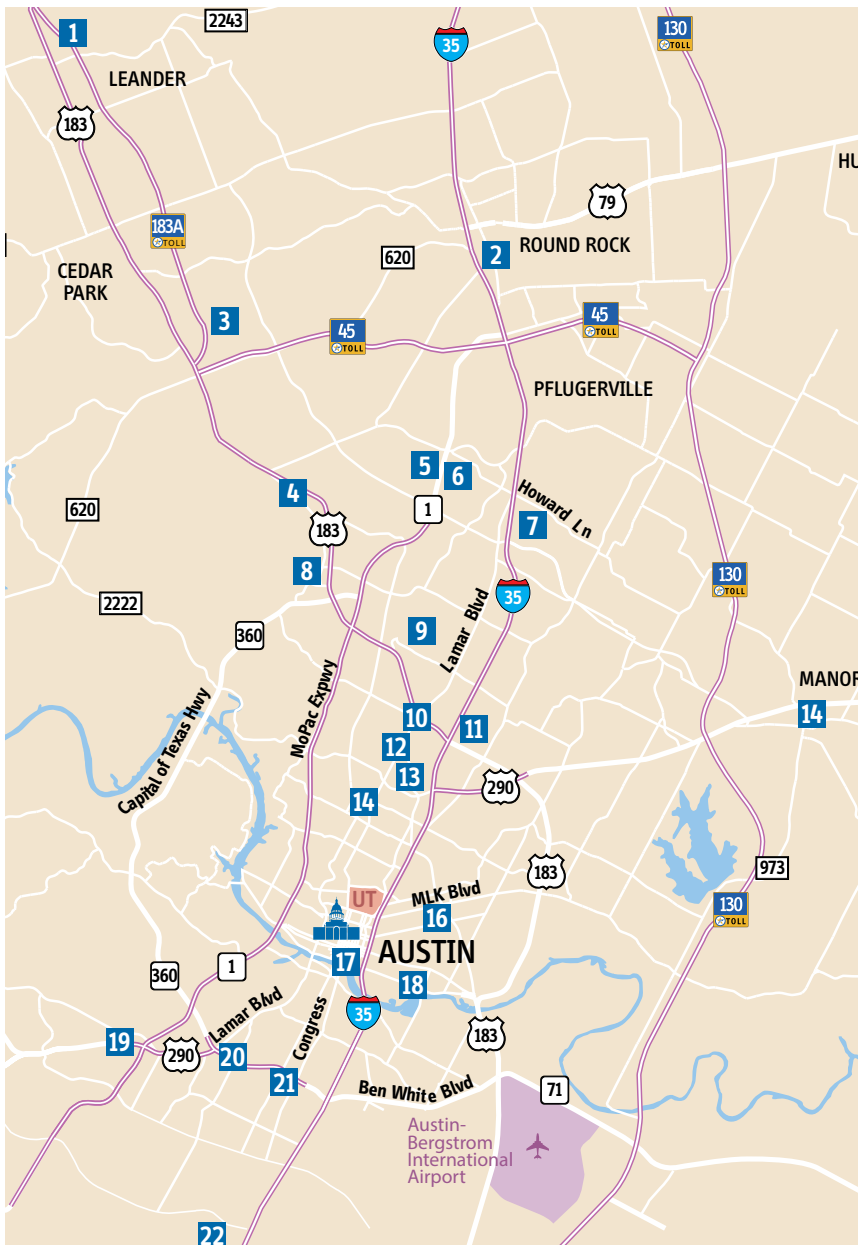 1
2243
35
130
TOLL
LEANDER
183
HU
79
183A
TOLL
2
ROUND ROCK
620
CEDAR
PARK
3
45
TOLL
45
TOLL
PFLUGERVILLE
5
6
4
Howard Ln
620
1
183
7
8
130
TOLL
35
2222
Lamar Blvd
9
360
MANOR
MoPac Expwy
14
10
11
12
Capital of Texas Hwy
13
290
14
183
973
UT
MLK Blvd
130
TOLL
16
AUSTIN
17
1
360
18
Lamar Blvd
35
Congress
183
19
290
20
21
Ben White Blvd
71
Austin-
Bergstrom
International
Airport
22